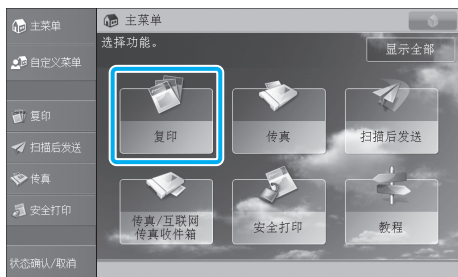 主菜单
自定义菜单
复印
扫描后发送
传真
安全打印
状态确认/取消
主菜单
选择功能。
显示全部
复印
传真
扫描后发送
传真/互联网
传真收件箱
安全打印
教程